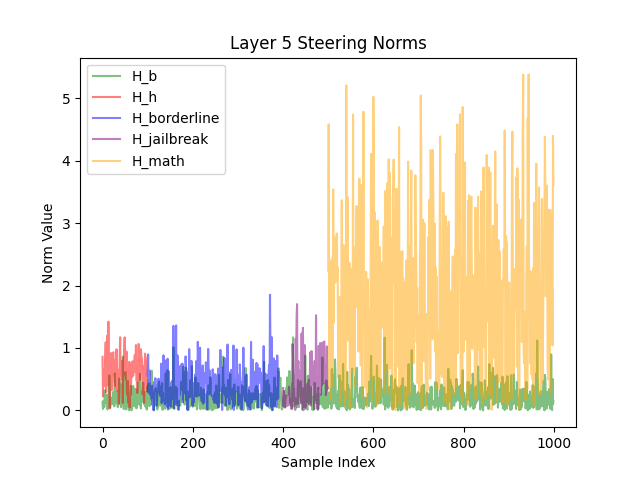 Layer 5 Steering Norms
H_b
H_h
H_borderline
H_jailbreak
H_math
Norm Value
5
4
3
2
1
0
0 200 400 600 800 1000
Sample Index